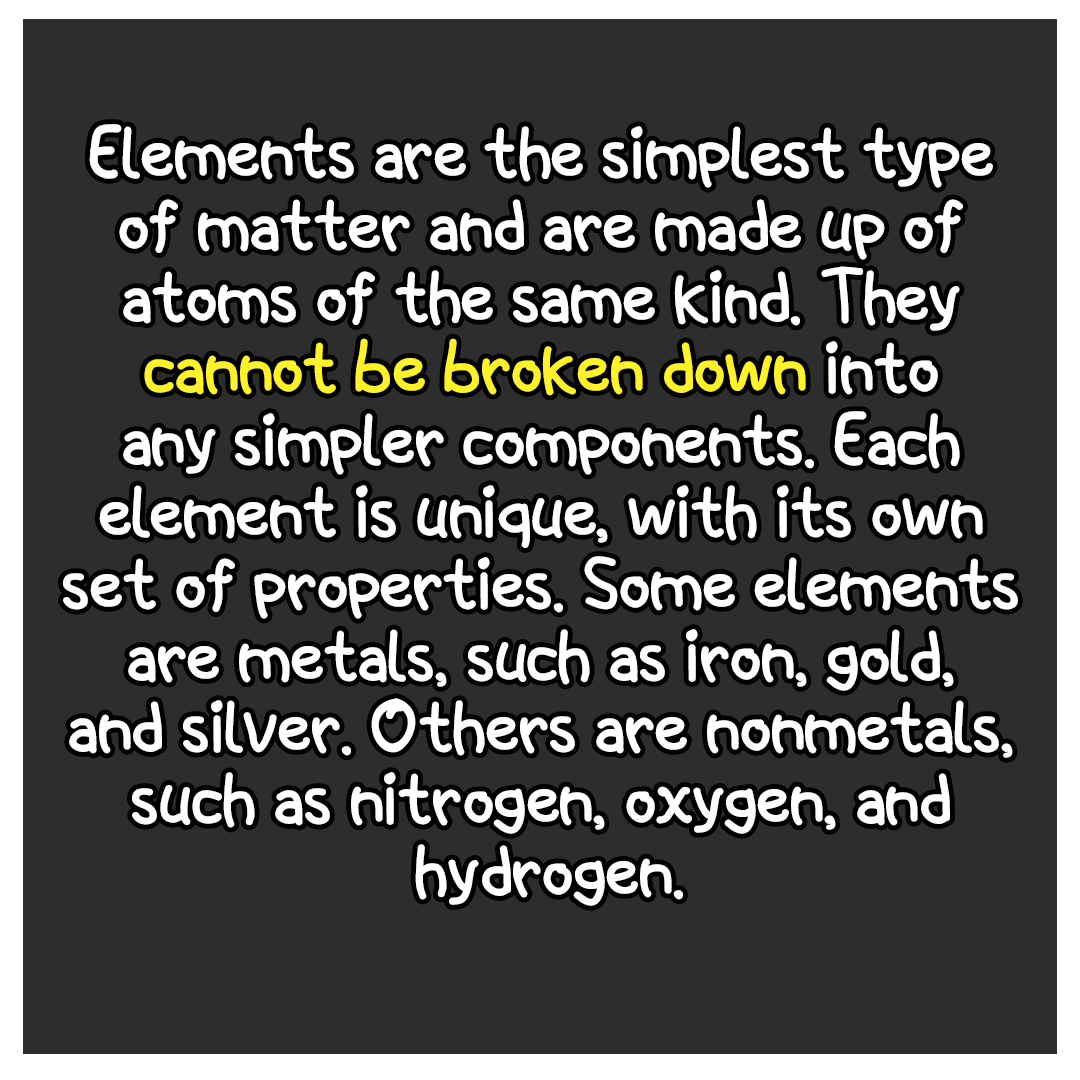 Elements are the simplest type
of matter and are made up of
atoms of the same kind. They
cannot be broken down into
any simpler components. Each
element is unique, with its own
set of properties. Some elements
are metals, such as iron, gold,
and silver. Others are nonmetals,
such as nitrogen, oxygen, and
hydrogen.